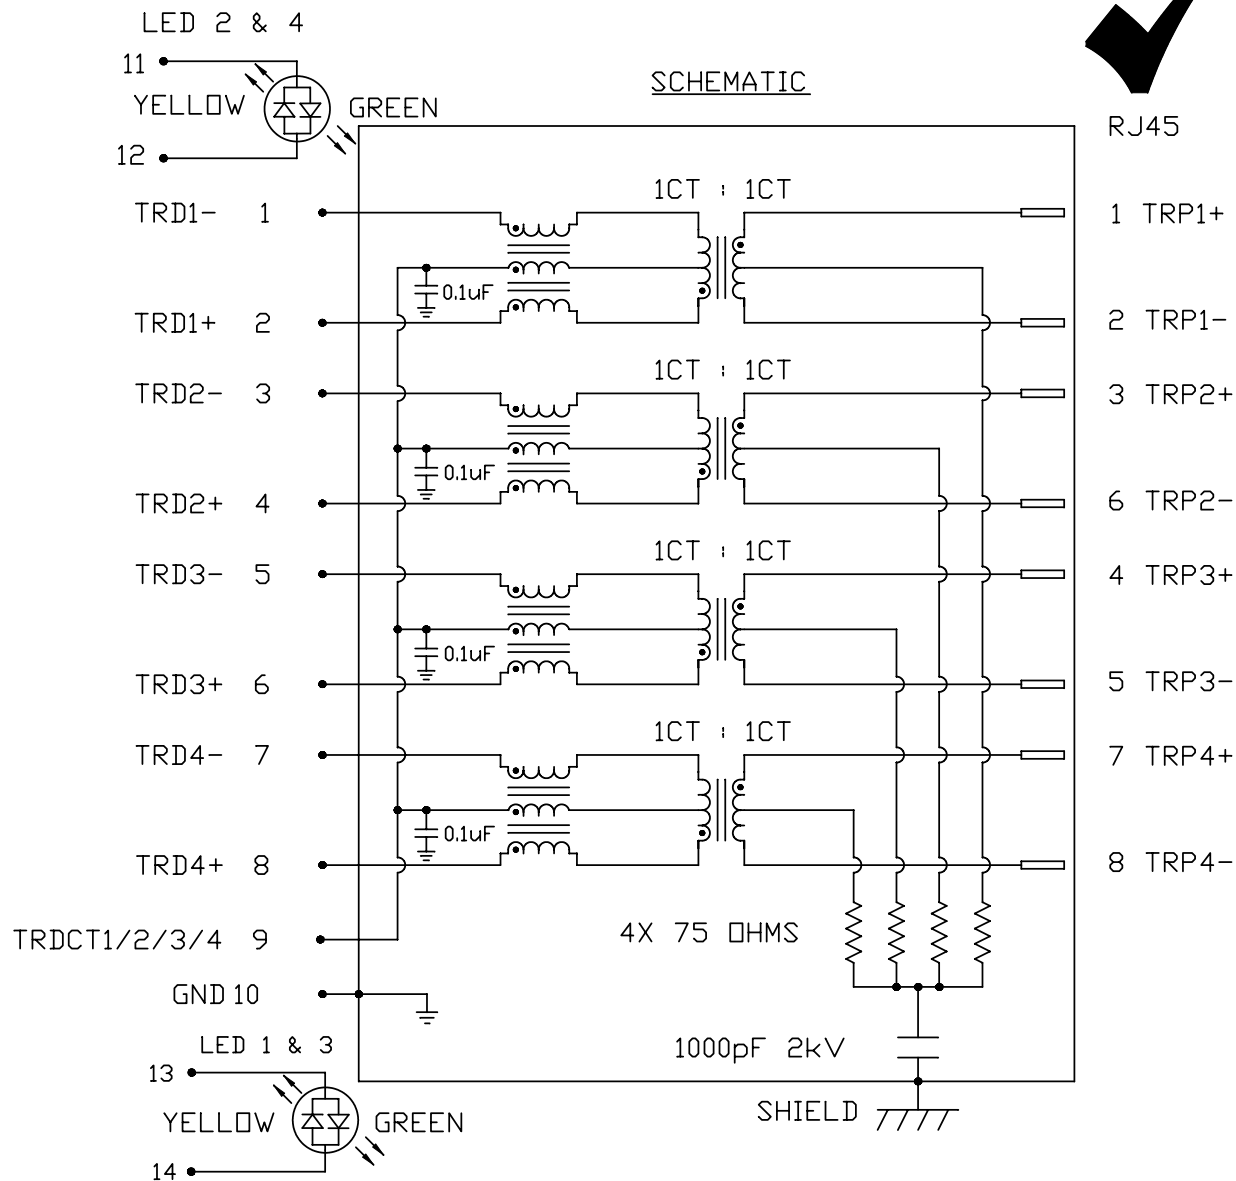 LED 2 & 4
11
YELLOW GREEN
12
SCHEMATIC
RJ45
1CT : 1CT
TRD1- 1
1 TRP1+
0.1uF
TRD1+ 2
2 TRP1-
1CT : 1CT
TRD2- 3
3 TRP2+
0.1uF
TRD2+ 4
6 TRP2-
1CT : 1CT
TRD3- 5
4 TRP3+
0.1uF
TRD3+ 6
5 TRP3-
1CT : 1CT
TRD4- 7
7 TRP4+
0.1uF
TRD4+ 8
8 TRP4-
4X 75 OHMS
TRDCT1/2/3/4 9
GND 10
1000pF 2kV
SHIELD
LED 1 & 3
13
YELLOW GREEN
14